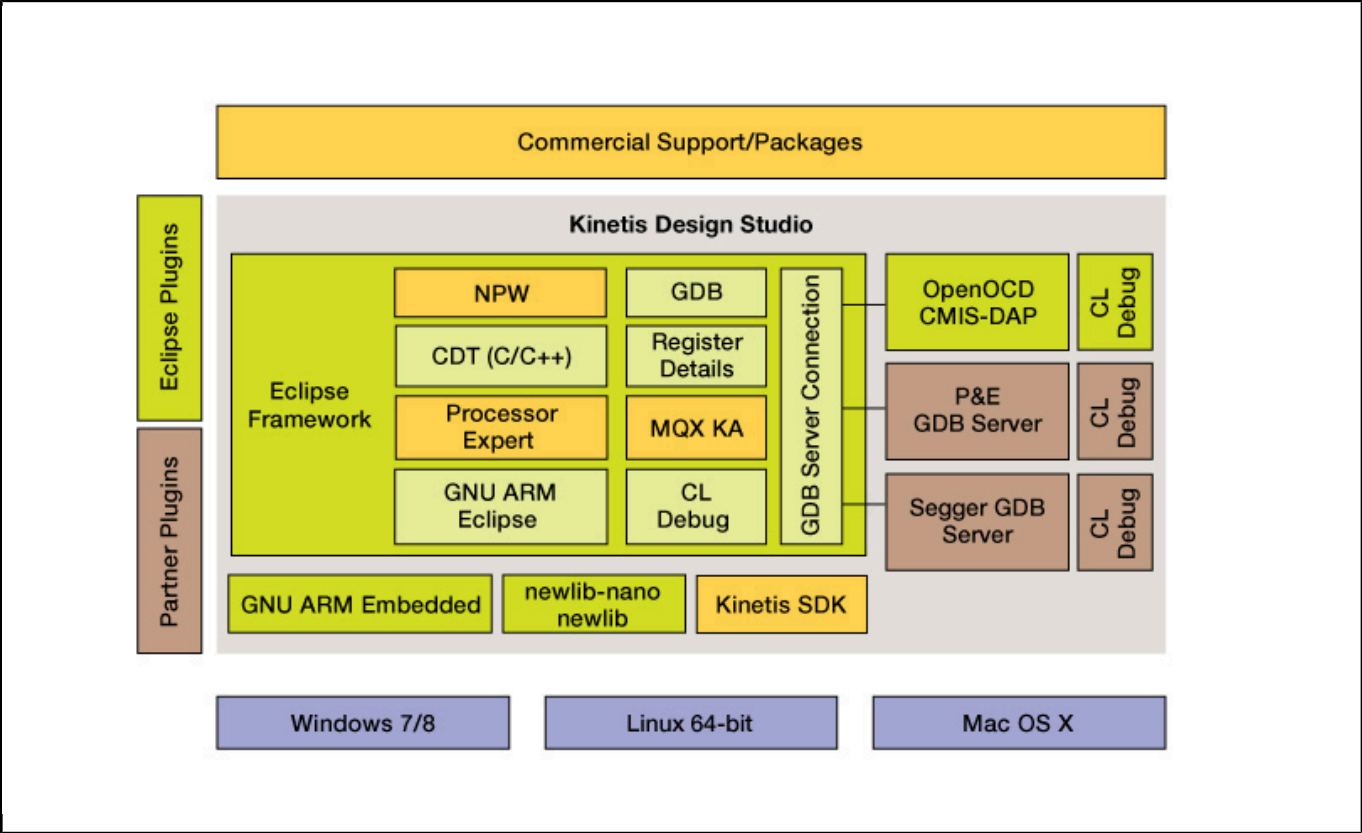 Commercial Support/Packages
Eclipse Plugins
Partner Plugins
Kinetis Design Studio
Eclipse
Framework
NPW
CDT (C/C++)
Processor
Expert
GNU ARM
Eclipse
GDB
Register
Details
MQX KA
CL
Debug
GDB Server Connection
OpenOCD
CMIS-DAP
CL
Debug
P&E
GDB Server
CL
Debug
Segger GDB
Server
CL
Debug
GNU ARM Embedded
newlib-nano
newlib
Kinetis SDK
Windows 7/8
Linux 64-bit
Mac OS X